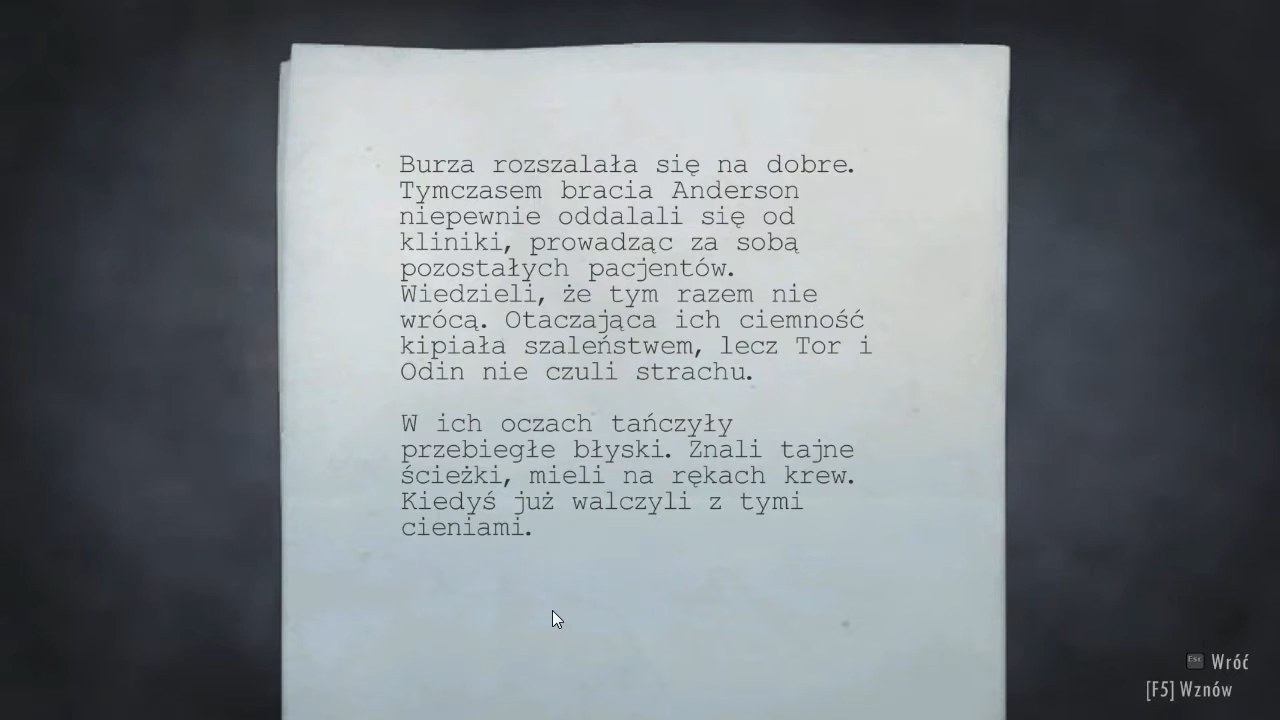 Burza rozszalała się na dobre.
Tymczasem bracia Anderson
niepewnie oddalali się od
kliniki, prowadząc za sobą
pozostałych pacjentów.
Wiedzieli, że tym razem nie
wrócą. Otaczająca ich ciemność
kipiała szaleństwem, lecz Tor i
Odin nie czuli strachu.
W ich oczach tańczyły
przebiegłe błyski. Znali tajne
ścieżki, mieli na rękach krew.
Kiedyś już walczyli z tymi
cieniami.
Esc Wróć
[F5] Wznów